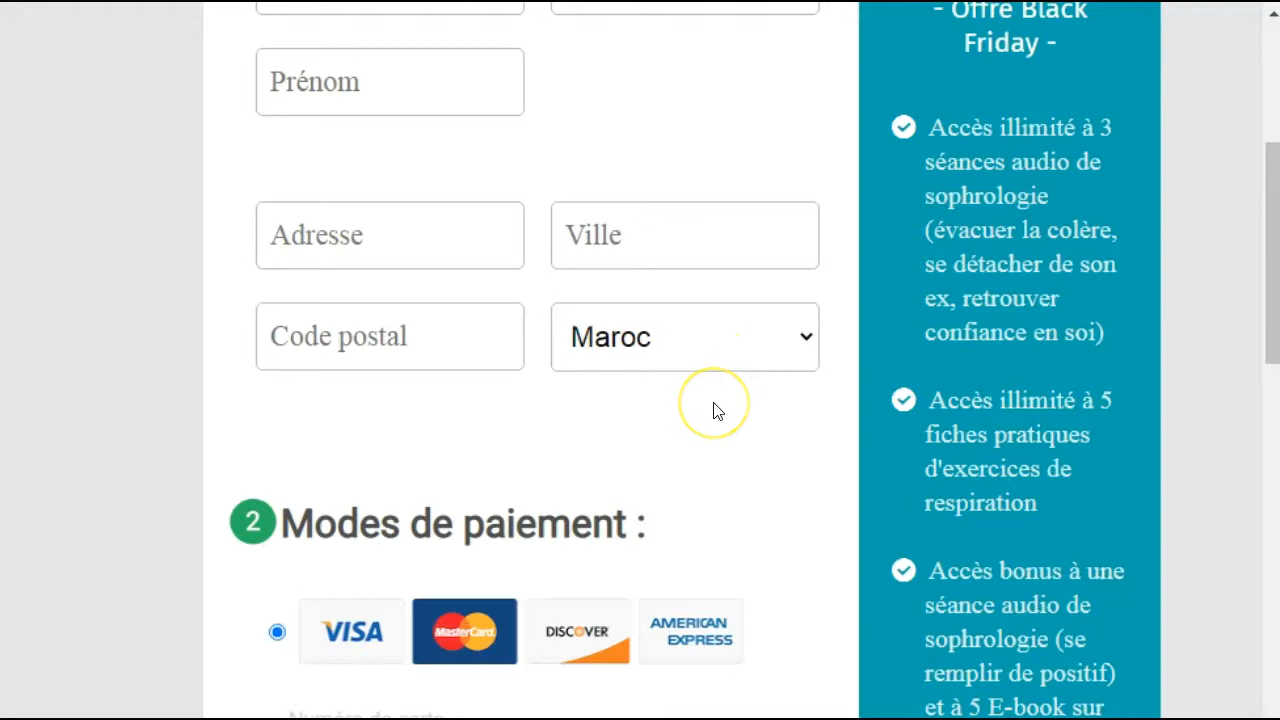 - Offre Black
Friday -
Prénom
Adresse
Ville
Code postal
Maroc
2 Modes de paiement :
VISA
MasterCard
DISCOVER
AMERICAN
EXPRESS
Numéro de carte
Accès illimité à 3
séances audio de
sophrologie
(évacuer la colère,
se détacher de son
ex, retrouver
confiance en soi)
Accès illimité à 5
fiches pratiques
d'exercices de
respiration
Accès bonus à une
séance audio de
sophrologie (se
remplir de positif)
et à 5 E-book sur